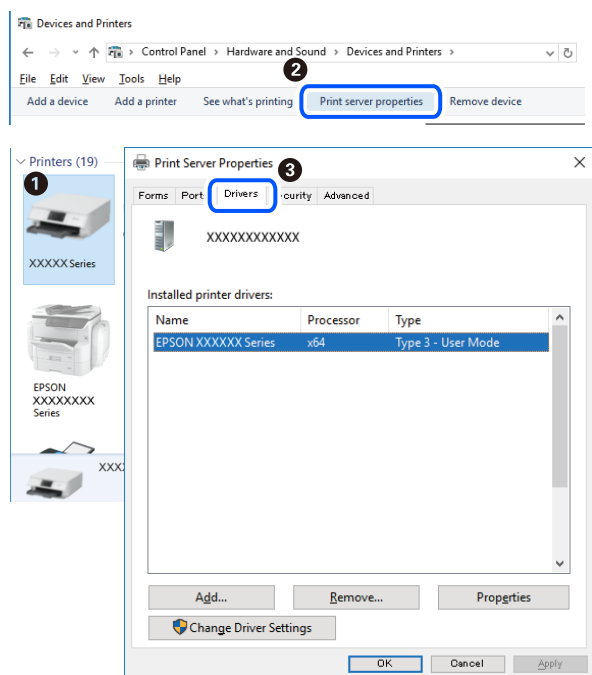 Devices and Printers
Control Panel > Hardware and Sound > Devices and Printers >
2
File Edit View Tools Help
Add a device Add a printer See what's printing Print server properties Remove device
Printers (19)
1
XXXXX Series
EPSON
XXXXXXXX
Series
XXX
Print Server Properties
3
Forms Port Drivers curity Advanced
XXXXXXXXXXXX
Installed printer drivers:
Name Processor Type
EPSON XXXXXX Series x64 Type 3 - User Mode
Add... Remove... Properties
Change Driver Settings
OK Cancel Apply